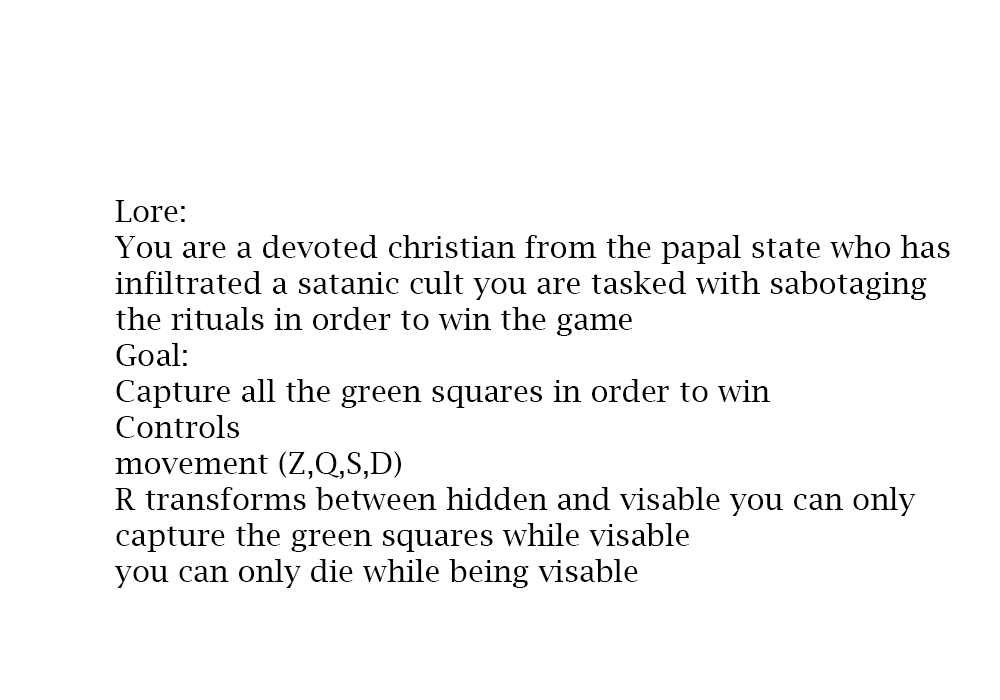 Lore:
You are a devoted christian from the papal state who has
infiltrated a satanic cult you are tasked with sabotaging
the rituals in order to win the game
Goal:
Capture all the green squares in order to win
Controls
movement (Z,Q,S,D)
R transforms between hidden and visable you can only
capture the green squares while visable
you can only die while being visable